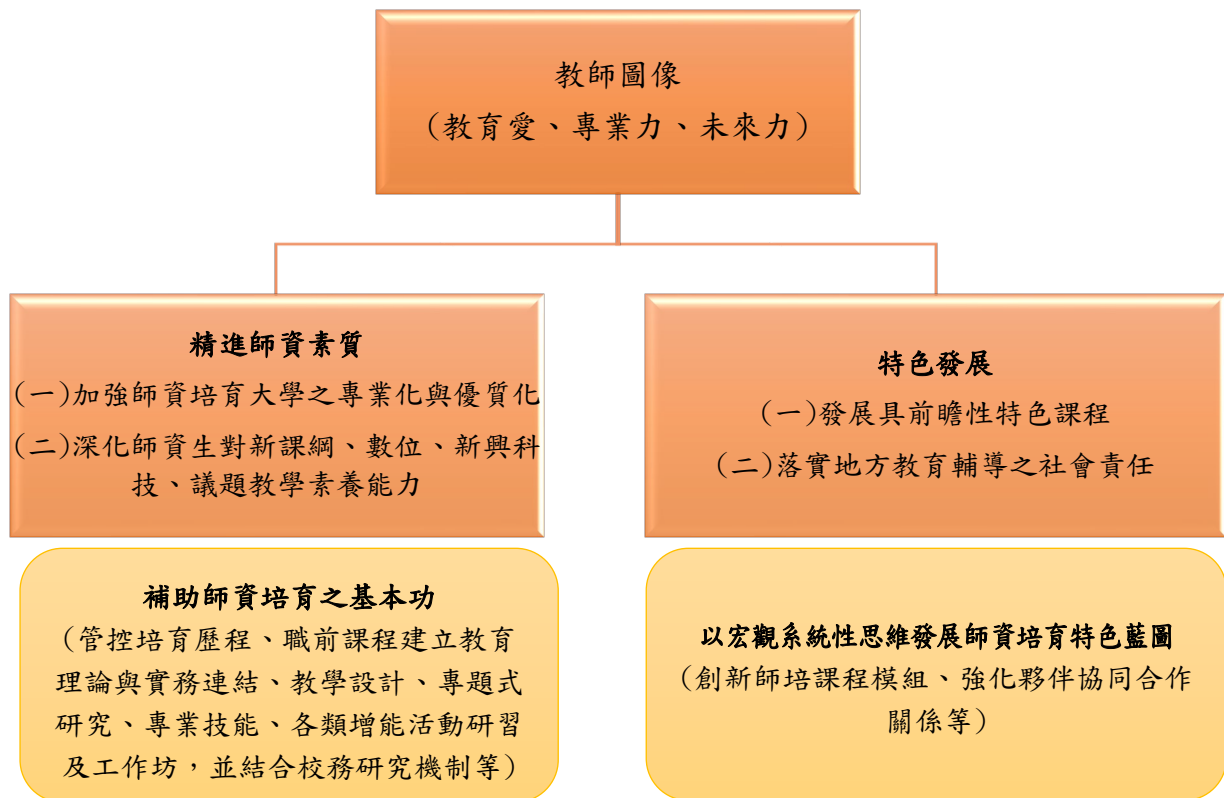 教師圖像
（教育愛、專業力、未來力）
精進師資素質
(一)加強師資培育大學之專業化與優質化
(二)深化師資生對新課綱、數位、新興科
技、議題教學素養能力
特色發展
(一)發展具前瞻性特色課程
(二)落實地方教育輔導之社會責任
補助師資培育之基本功
（管控培育歷程、職前課程建立教育
理論與實務連結、教學設計、專題式
研究、專業技能、各類增能活動研習
及工作坊，並結合校務研究機制等）
以宏觀系統性思維發展師資培育特色藍圖
（創新師培課程模組、強化夥伴協同合作
關係等）